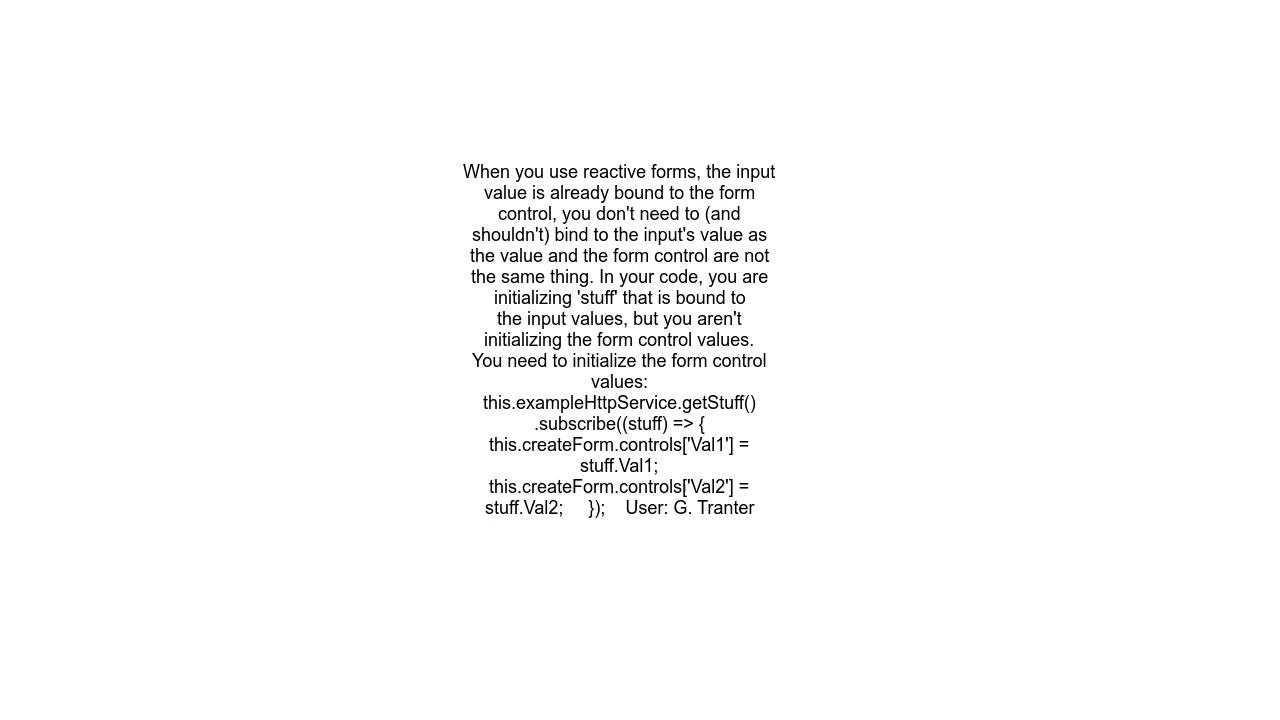 When you use reactive forms, the input
value is already bound to the form
control, you don't need to (and
shouldn't) bind to the input's value as
the value and the form control are not
the same thing. In your code, you are
initializing 'stuff' that is bound to
the input values, but you aren't
initializing the form control values.
You need to initialize the form control
values:
this.exampleHttpService.getStuff()
.subscribe((stuff) => {
this.createForm.controls['Val1'] =
stuff.Val1;
this.createForm.controls['Val2'] =
stuff.Val2;     });    User: G. Tranter